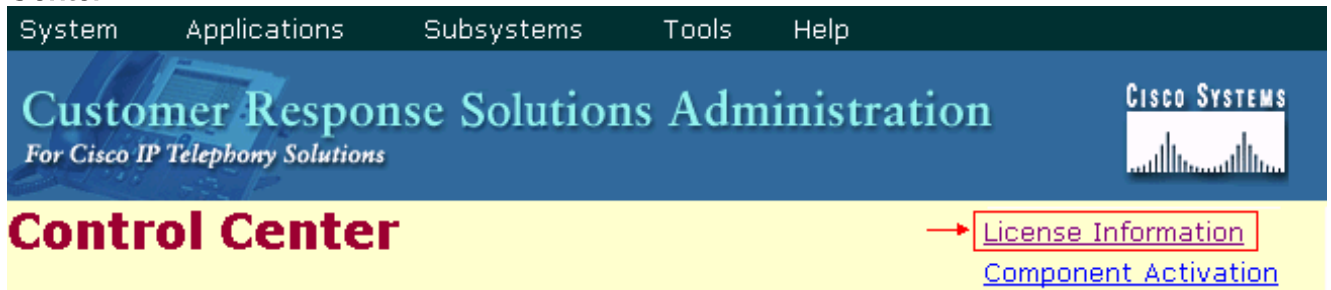 System Applications Subsystems Tools Help
Customer Response Solutions Administration
For Cisco IP Telephony Solutions
CISCO SYSTEMS
Control Center
License Information
Component Activation